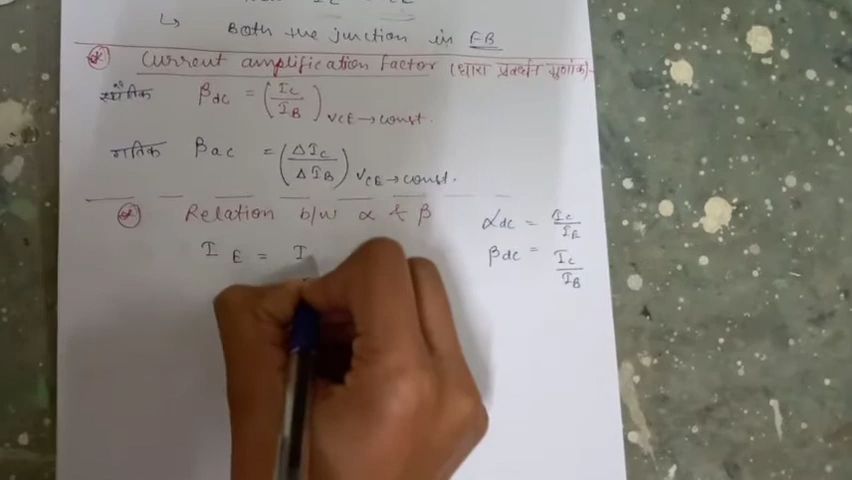 ↳ Both the junction in FB
⊛ Current amplification factor (धारा प्रवर्धन गुणांक)-
स्थैतिक βdc = (IC/IB) VCE→const.
गतिक βac = (ΔIC/ΔIB) VCE→const.
⊛ Relation b/w α & β αdc = IC/IE
IE = I βdc = IC/IB